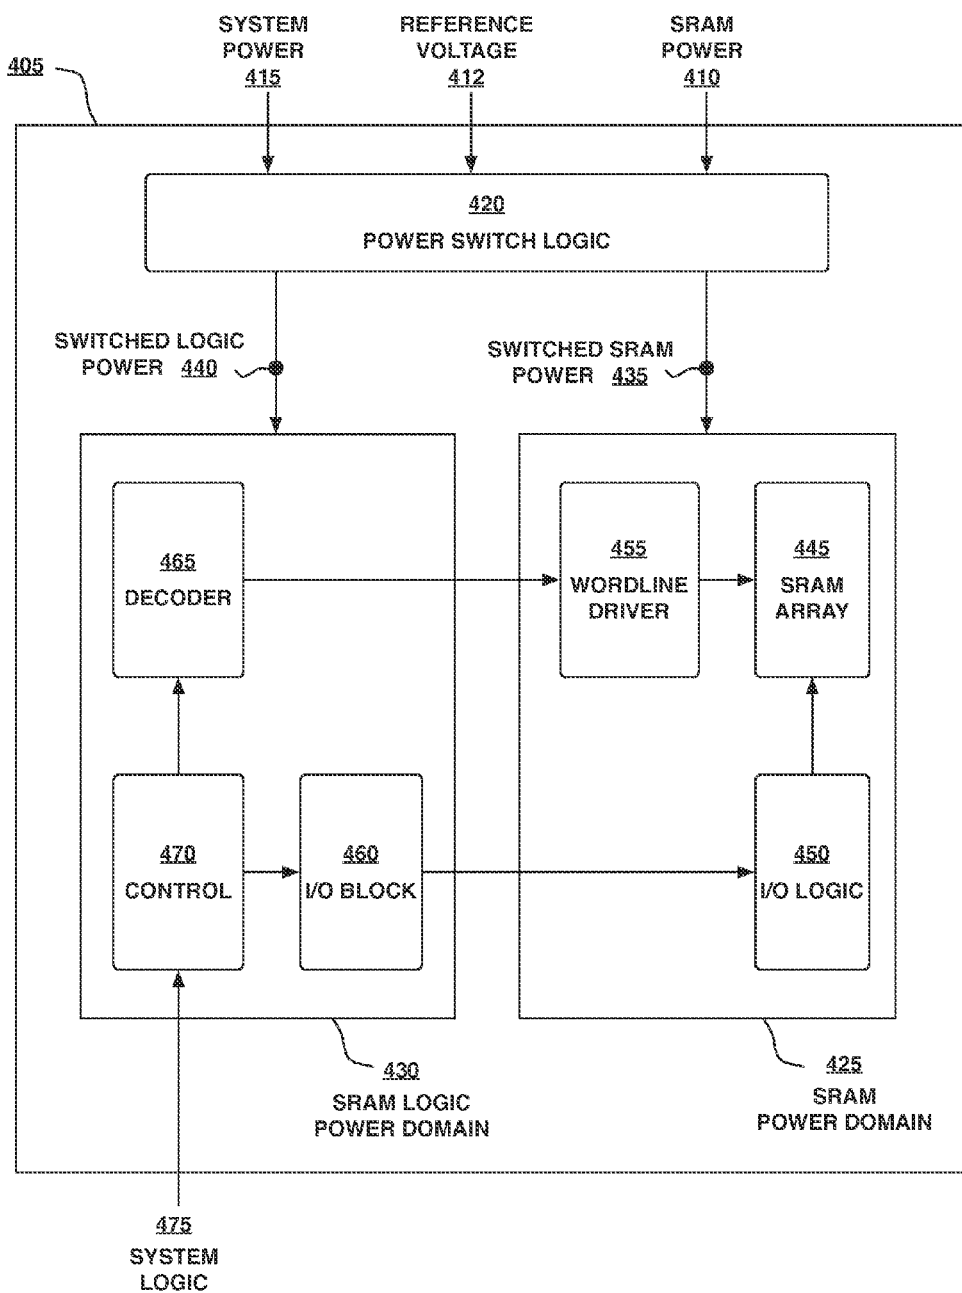 SYSTEM
POWER
415
REFERENCE
VOLTAGE
412
SRAM
POWER
410
405
420
POWER SWITCH LOGIC
SWITCHED LOGIC
POWER 440
SWITCHED SRAM
POWER 435
465
DECODER
455
WORDLINE
DRIVER
445
SRAM
ARRAY
470
CONTROL
460
I/O BLOCK
450
I/O LOGIC
430
SRAM LOGIC
POWER DOMAIN
425
SRAM
POWER DOMAIN
475
SYSTEM
LOGIC